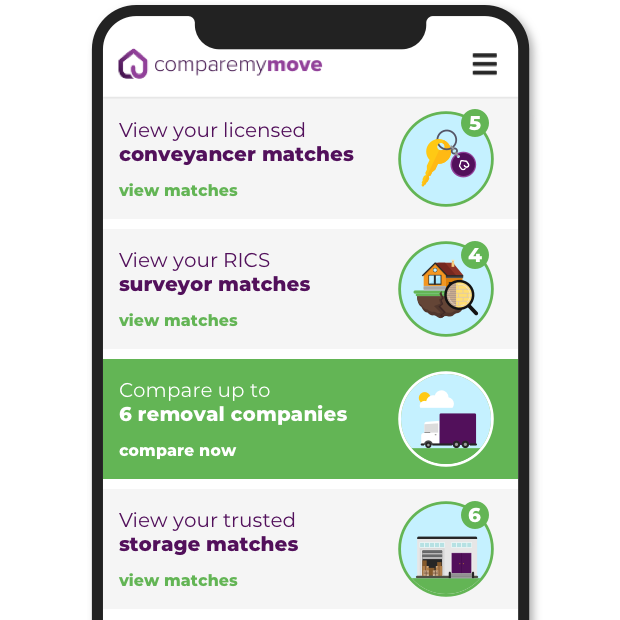 comparemymove
View your licensed
conveyancer matches
view matches
5
View your RICS
surveyor matches
view matches
4
Compare up to
6 removal companies
compare now
View your trusted
storage matches
view matches
6